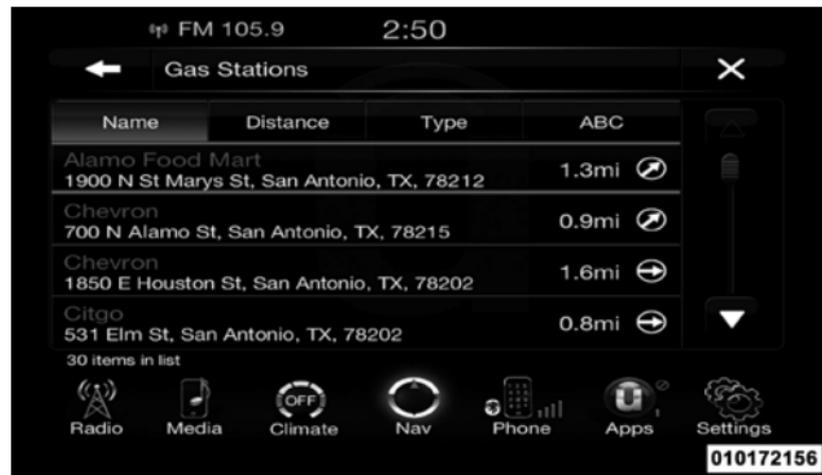 FM 105.9 2:50
Gas Stations
Name Distance Type ABC
Alamo Food Mart
1900 N St Marys St, San Antonio, TX, 78212 1.3mi
Chevron
700 N Alamo St, San Antonio, TX, 78215 0.9mi
Chevron
1850 E Houston St, San Antonio, TX, 78202 1.6mi
Citgo
531 Elm St, San Antonio, TX, 78202 0.8mi
30 items in list
OFF
Radio Media Climate Nav Phone Apps Settings
010172156